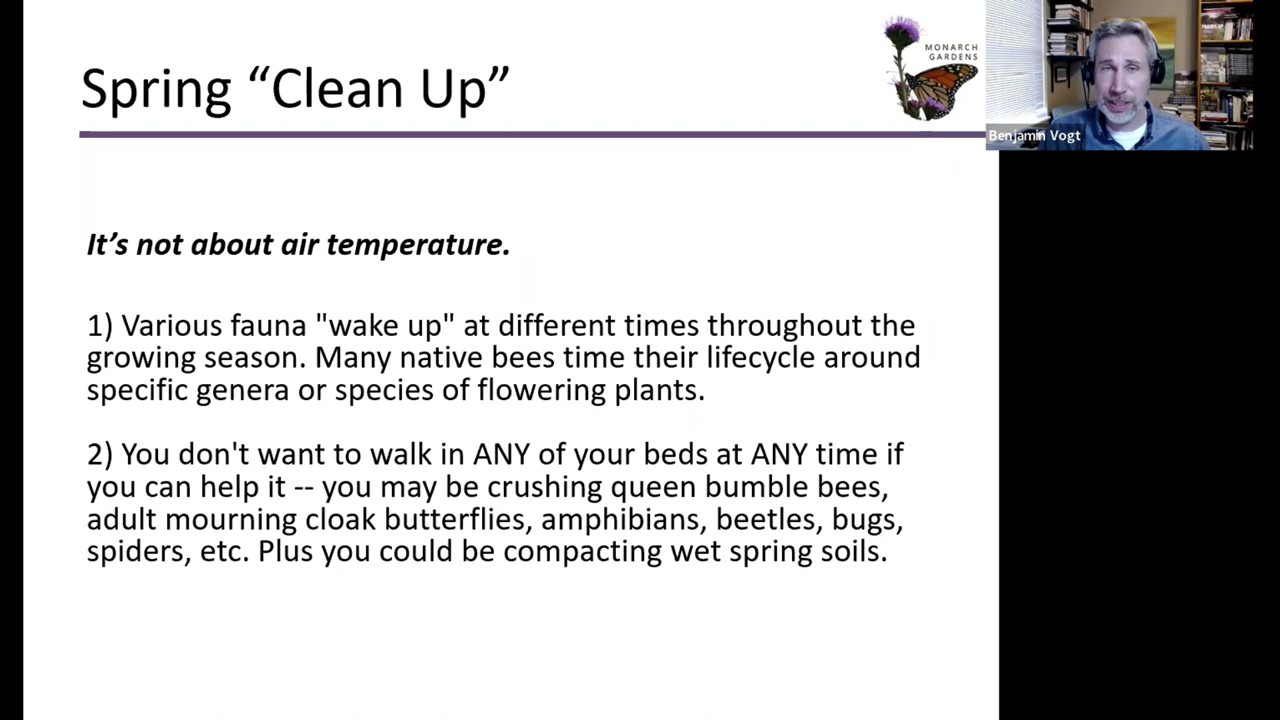 Spring “Clean Up”
MONARCH
GARDENS
Benjamin Vogt
It’s not about air temperature.
1) Various fauna "wake up" at different times throughout the
growing season. Many native bees time their lifecycle around
specific genera or species of flowering plants.
2) You don't want to walk in ANY of your beds at ANY time if
you can help it -- you may be crushing queen bumble bees,
adult mourning cloak butterflies, amphibians, beetles, bugs,
spiders, etc. Plus you could be compacting wet spring soils.